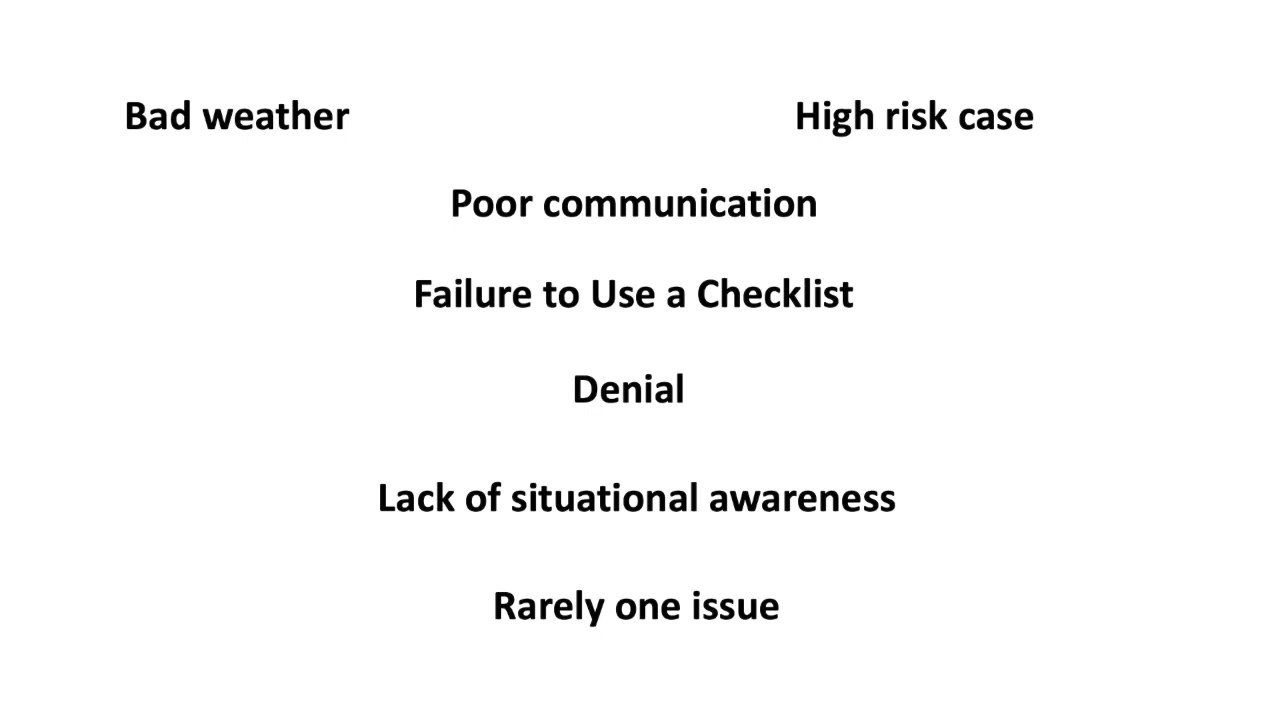 Bad weather High risk case
Poor communication
Failure to Use a Checklist
Denial
Lack of situational awareness
Rarely one issue